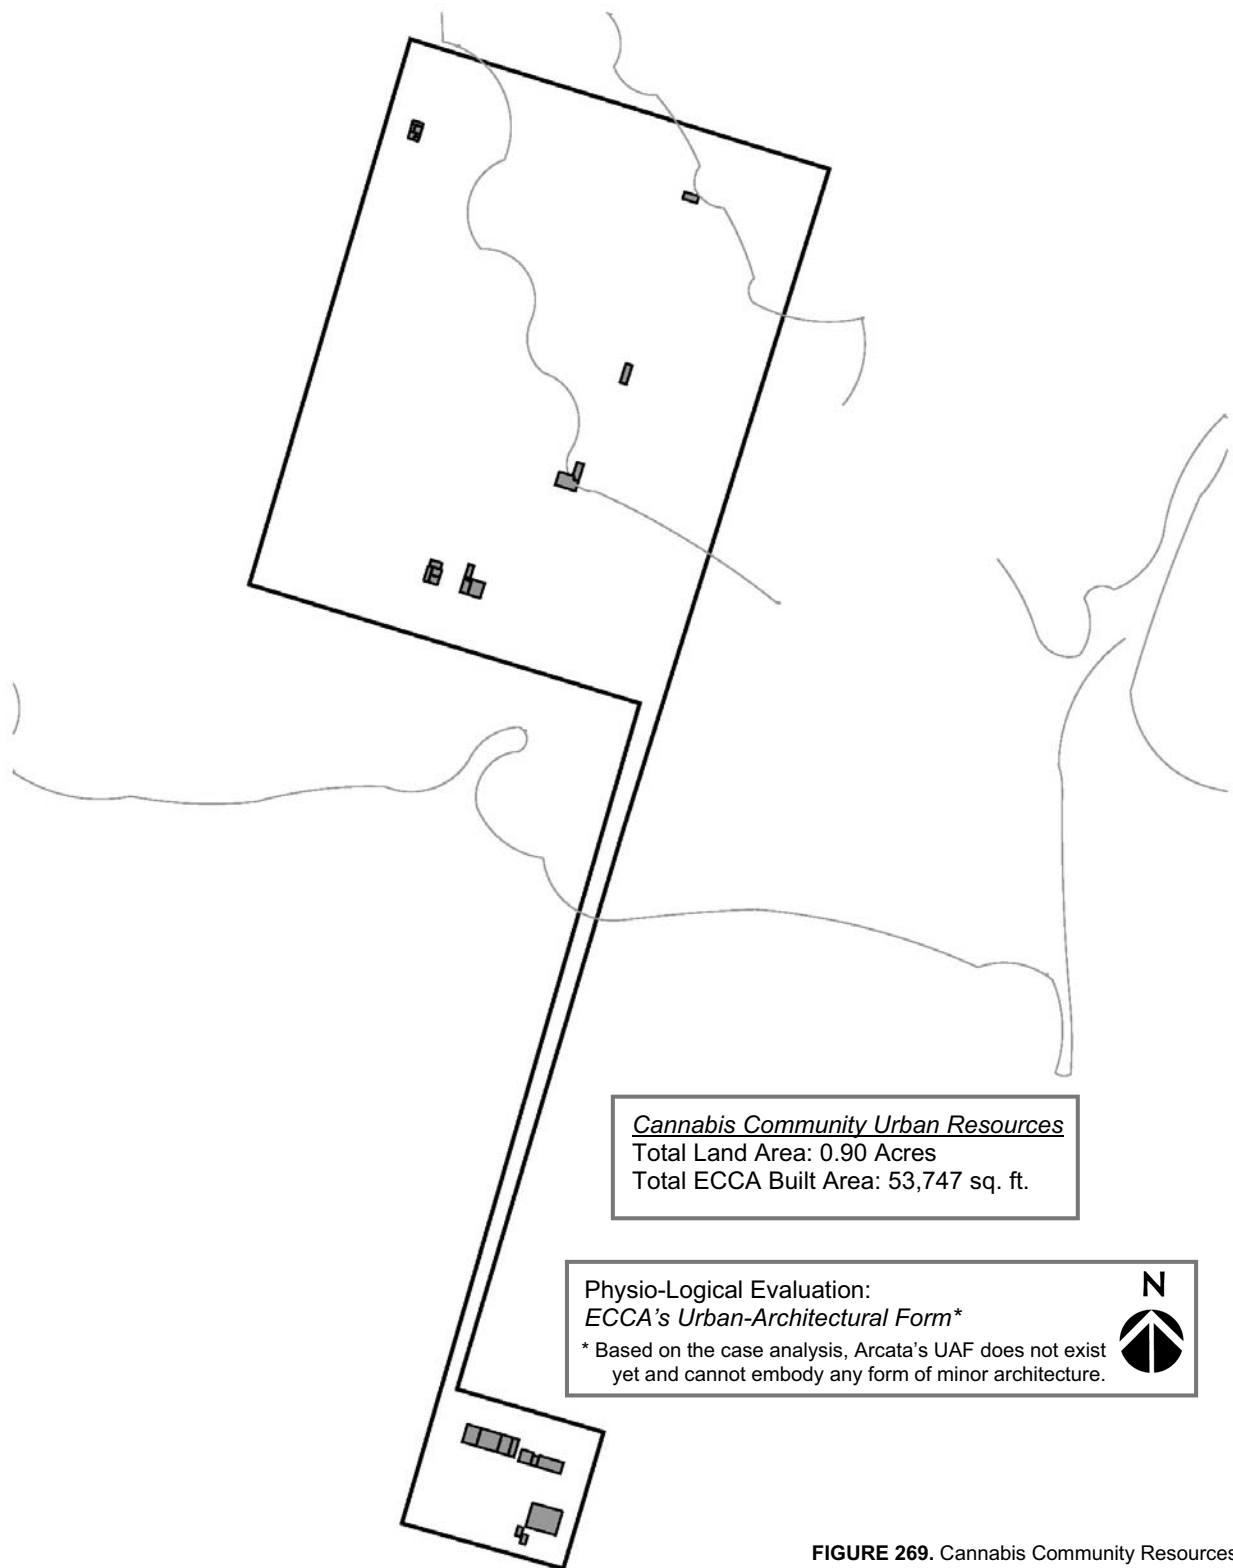 Cannabis Community Urban Resources
Total Land Area: 0.90 Acres
Total ECCA Built Area: 53,747 sq. ft.
Physio-Logical Evaluation:
ECCA's Urban-Architectural Form*
* Based on the case analysis, Arcata's UAF does not exist
yet and cannot embody any form of minor architecture.
N
FIGURE 269. Cannabis Community Resources